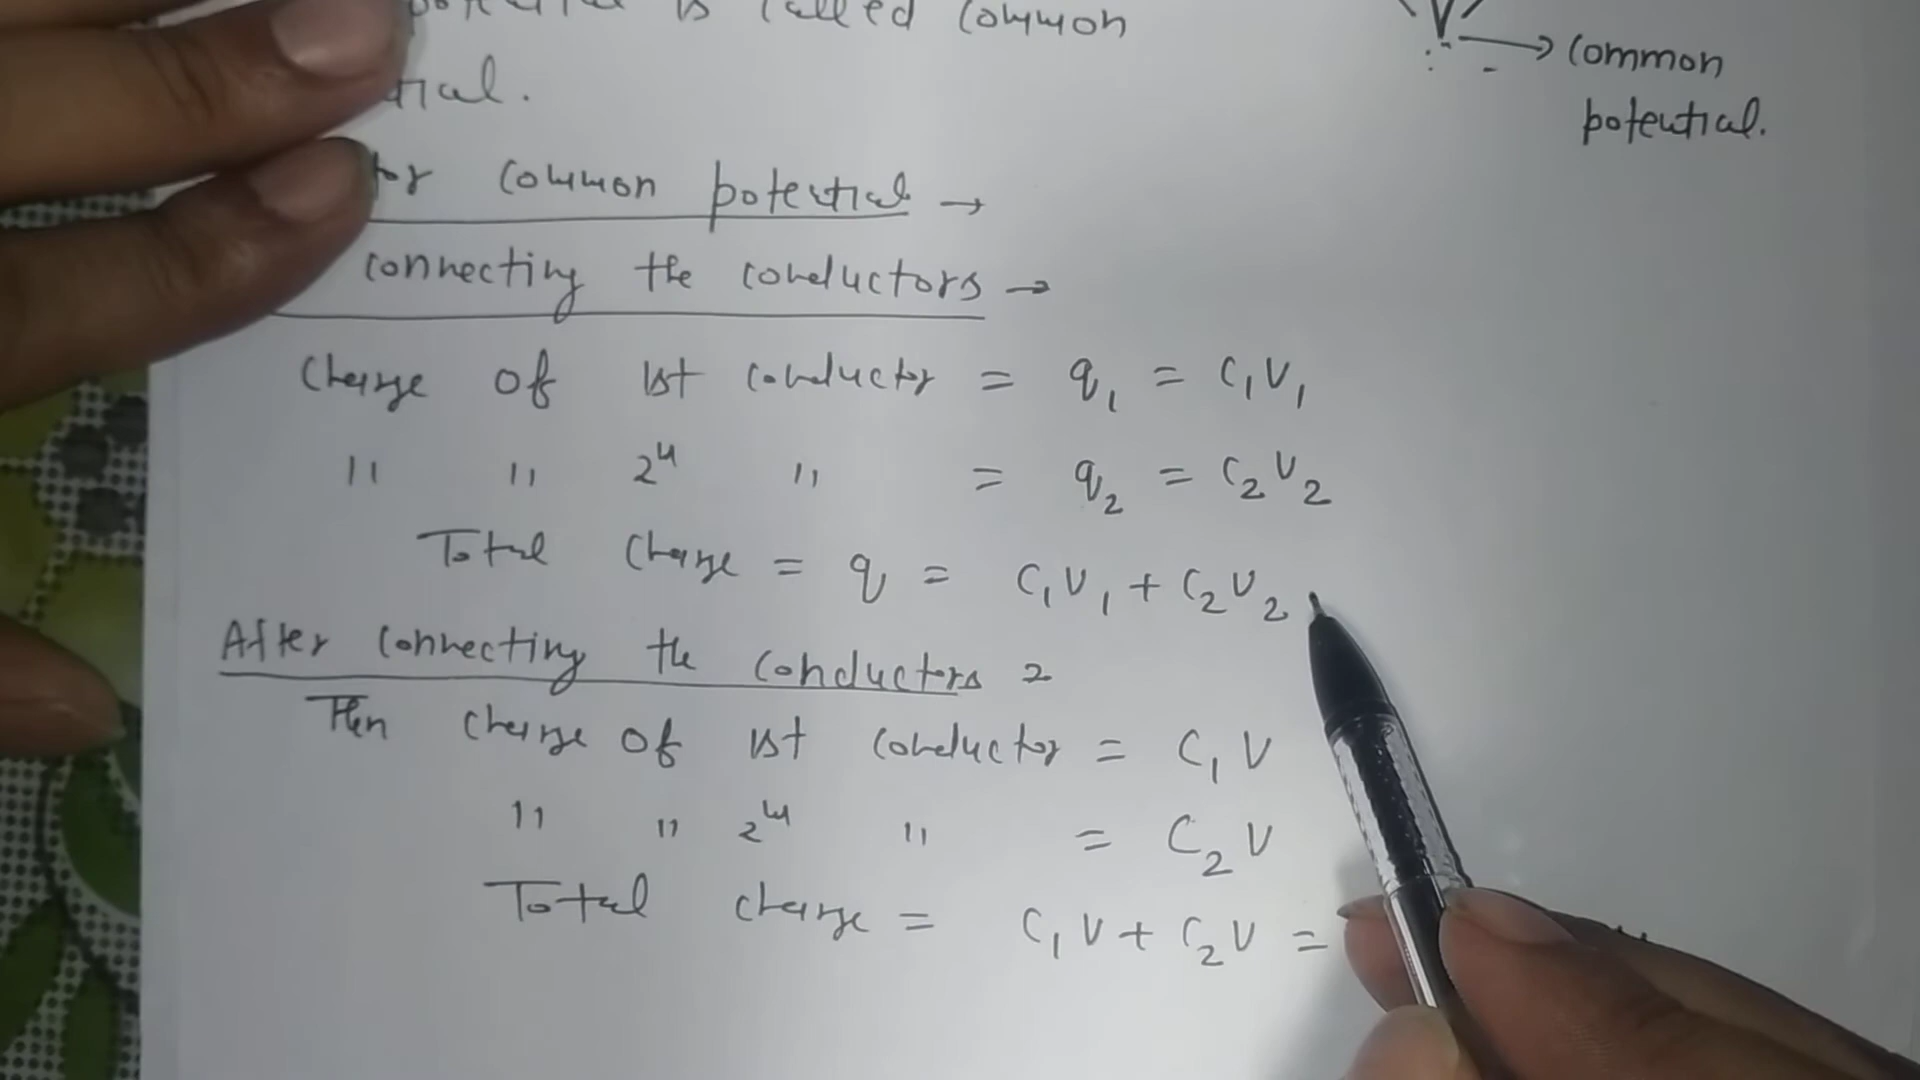 is called common
→ common
tial.
potential.
for common potential →
connecting the conductors →
Charge of 1st conductor = q₁ = C₁V₁
" " 2nd " = q₂ = C₂V₂
Total charge = q = C₁V₁ + C₂V₂
After connecting the conductors
Then charge of 1st conductor = C₁V
" " 2nd " = C₂V
Total charge = C₁V + C₂V =